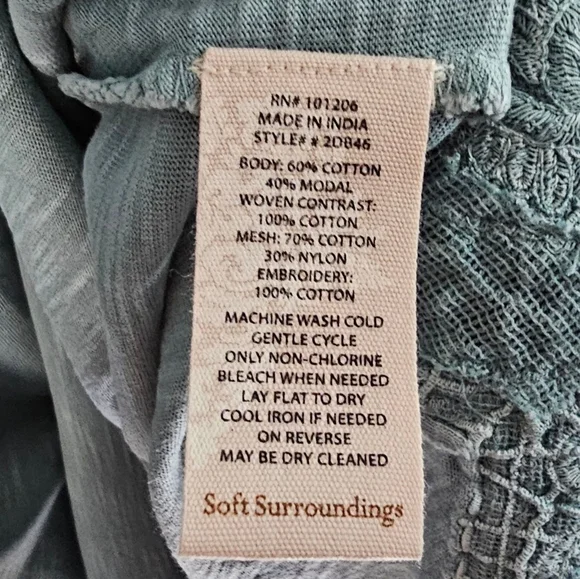 RN# 101206
MADE IN INDIA
STYLE# # 2DB46
BODY: 60% COTTON
40% MODAL
WOVEN CONTRAST:
100% COTTON
MESH: 70% COTTON
30% NYLON
EMBROIDERY:
100% COTTON
MACHINE WASH COLD
GENTLE CYCLE
ONLY NON-CHLORINE
BLEACH WHEN NEEDED
LAY FLAT TO DRY
COOL IRON IF NEEDED
ON REVERSE
MAY BE DRY CLEANED
Soft Surroundings